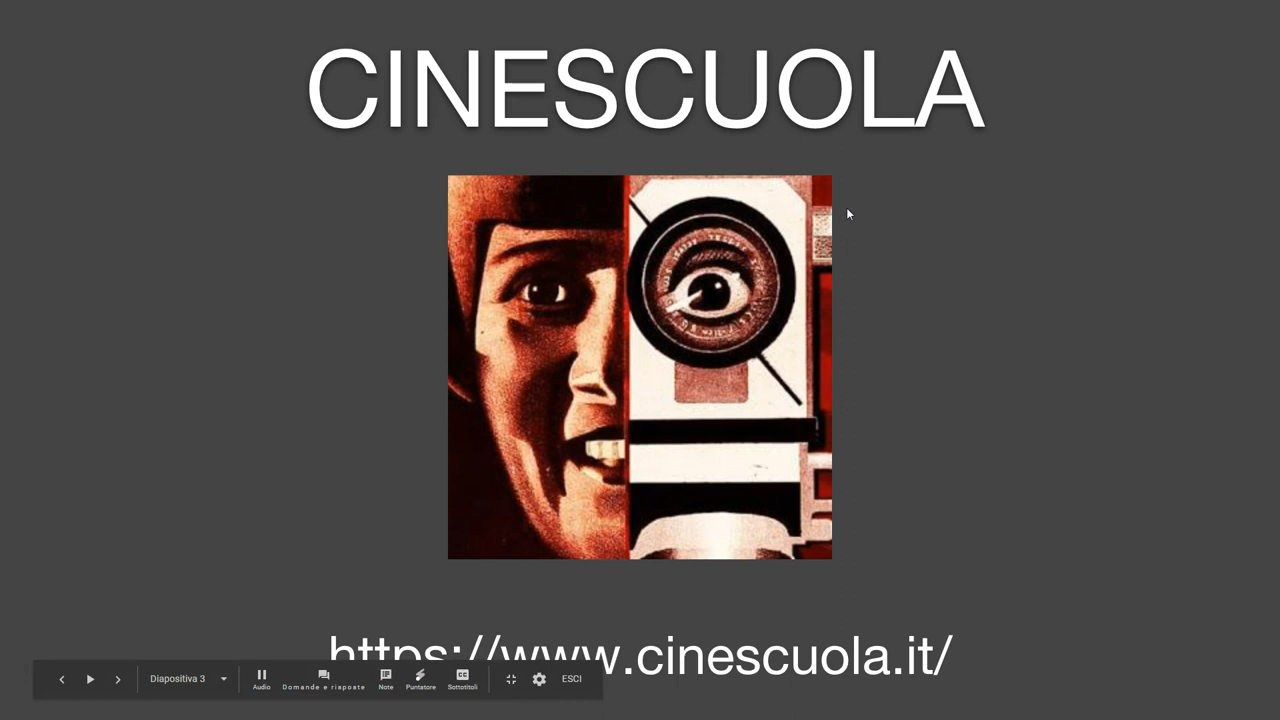 CINESCUOLA
https://www.cinescuola.it/
Diapositiva 3
Audio
Domande e risposte
Note
Puntatore
Sottotitoli
ESCI